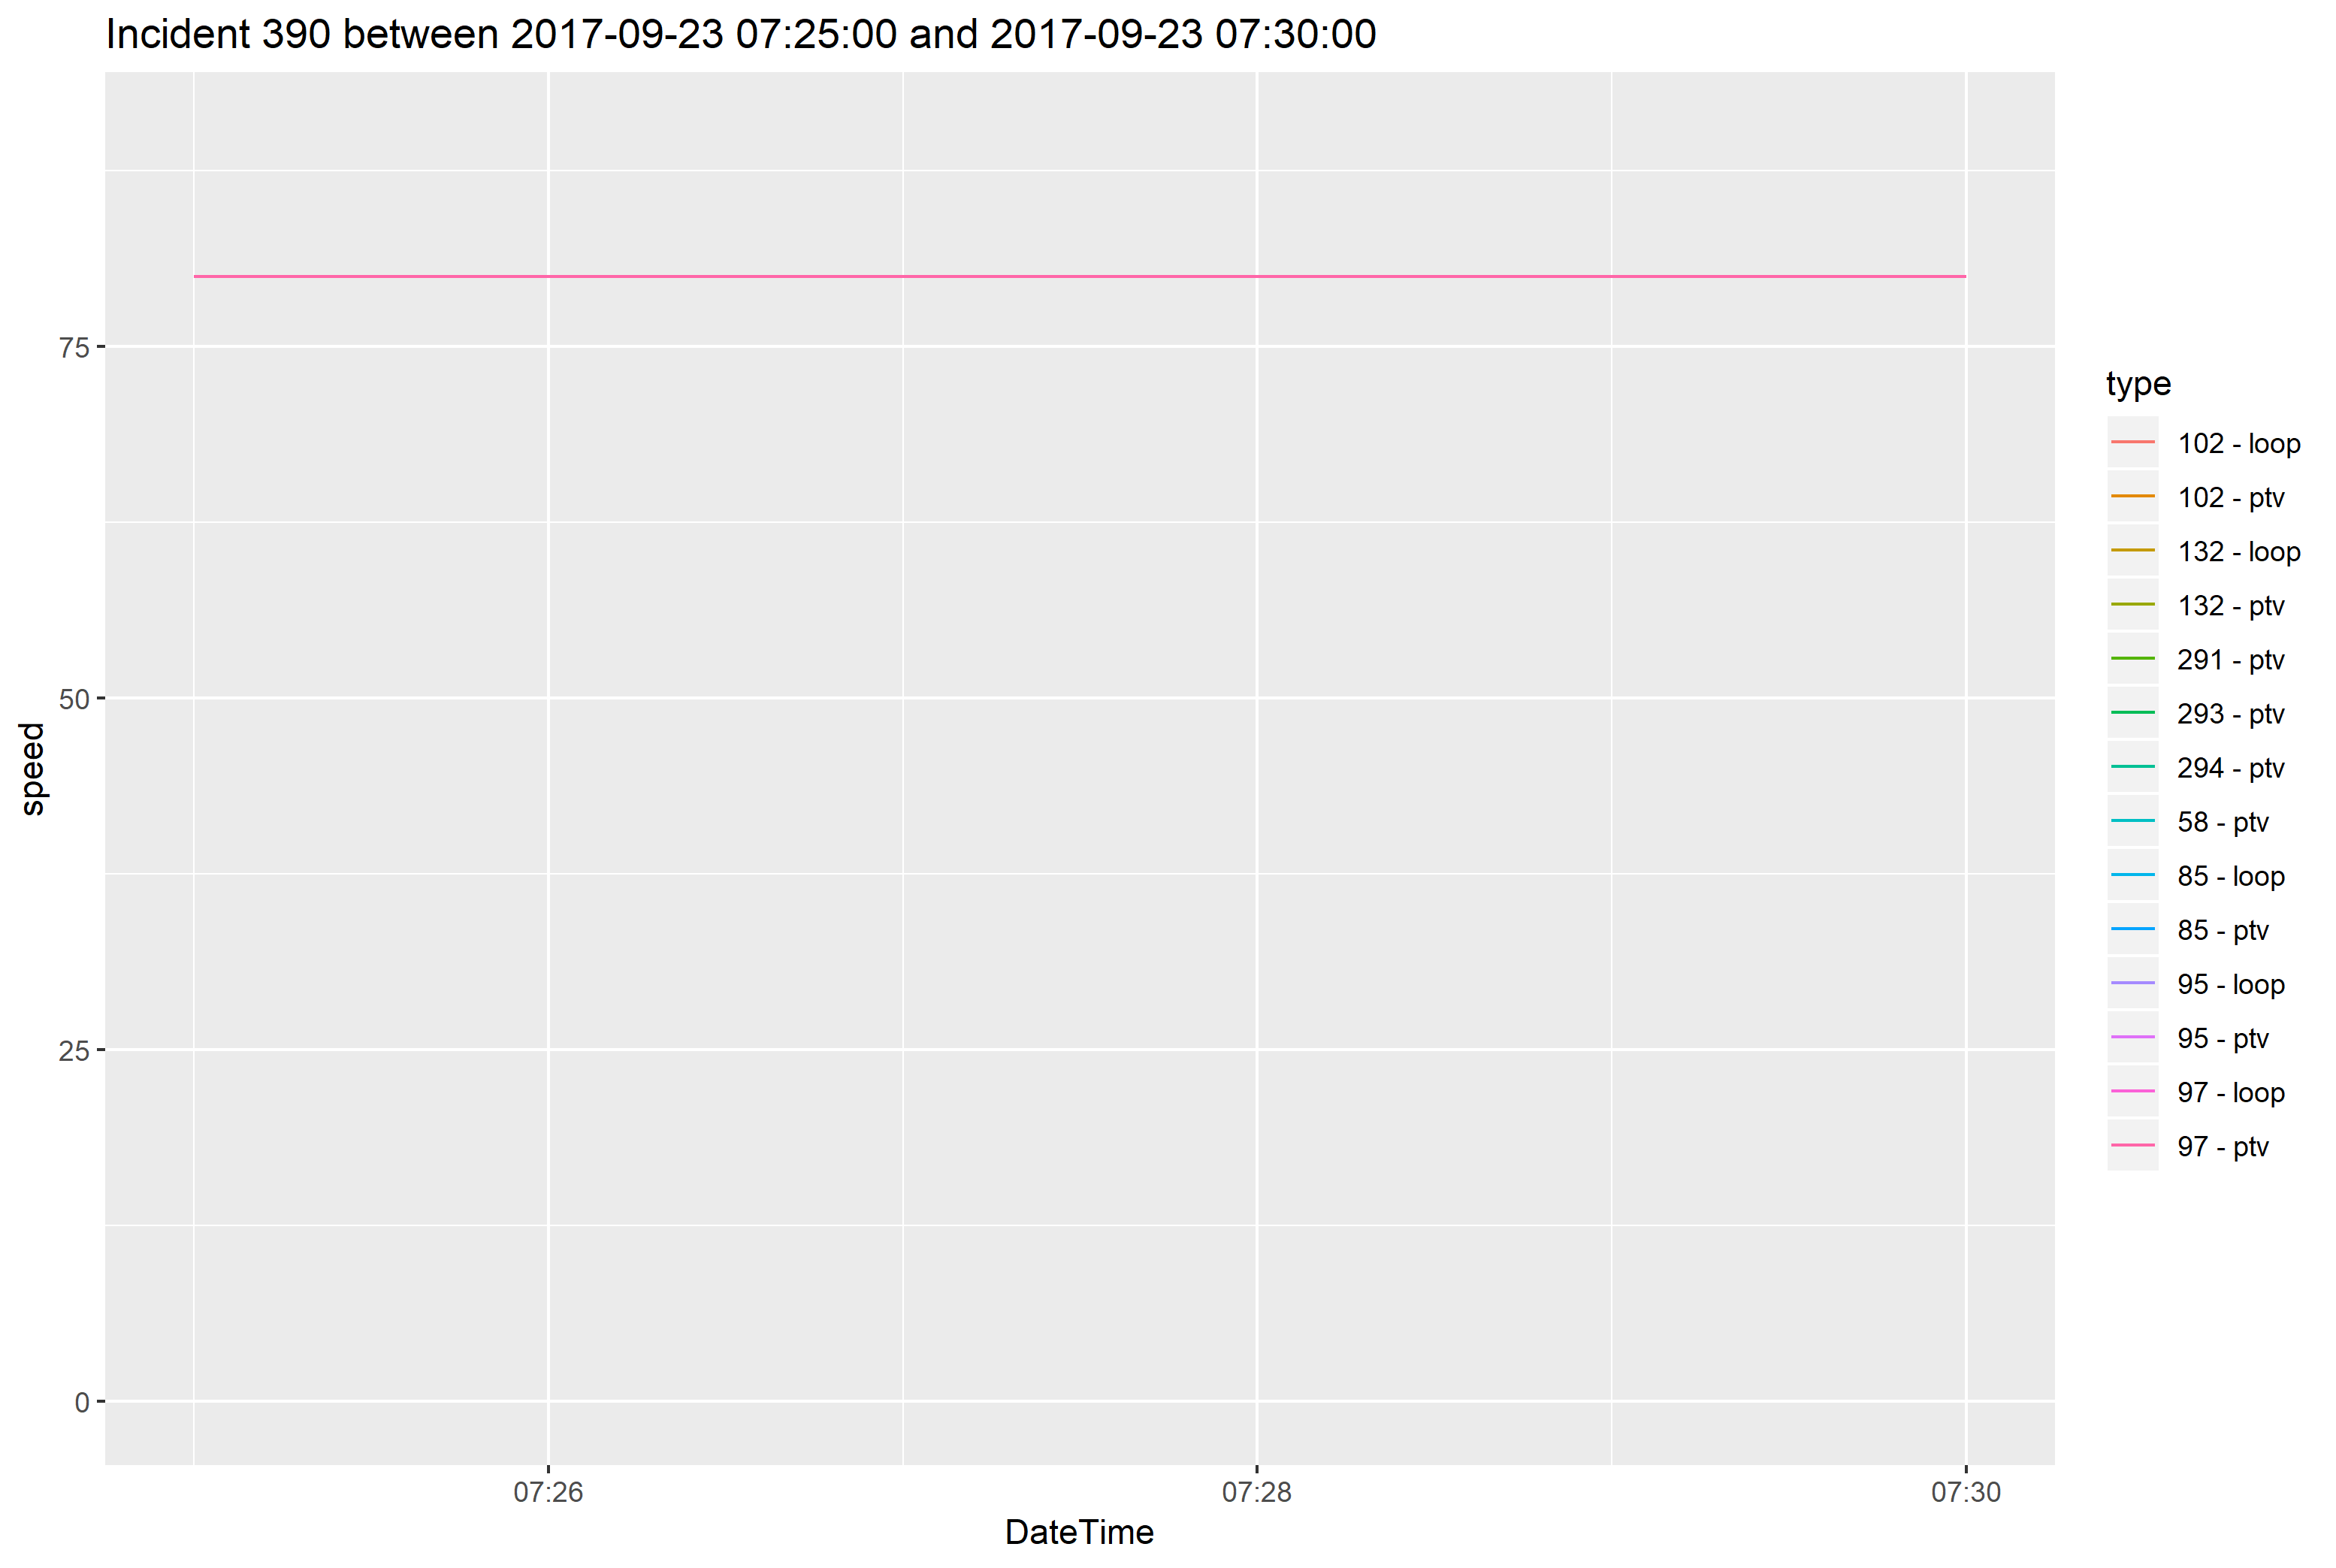 Incident 390 between 2017-09-23 07:25:00 and 2017-09-23 07:30:00
speed
75
50
25
0
07:26
07:28
07:30
DateTime
type
102 - loop
102 - ptv
132 - loop
132 - ptv
291 - ptv
293 - ptv
294 - ptv
58 - ptv
85 - loop
85 - ptv
95 - loop
95 - ptv
97 - loop
97 - ptv